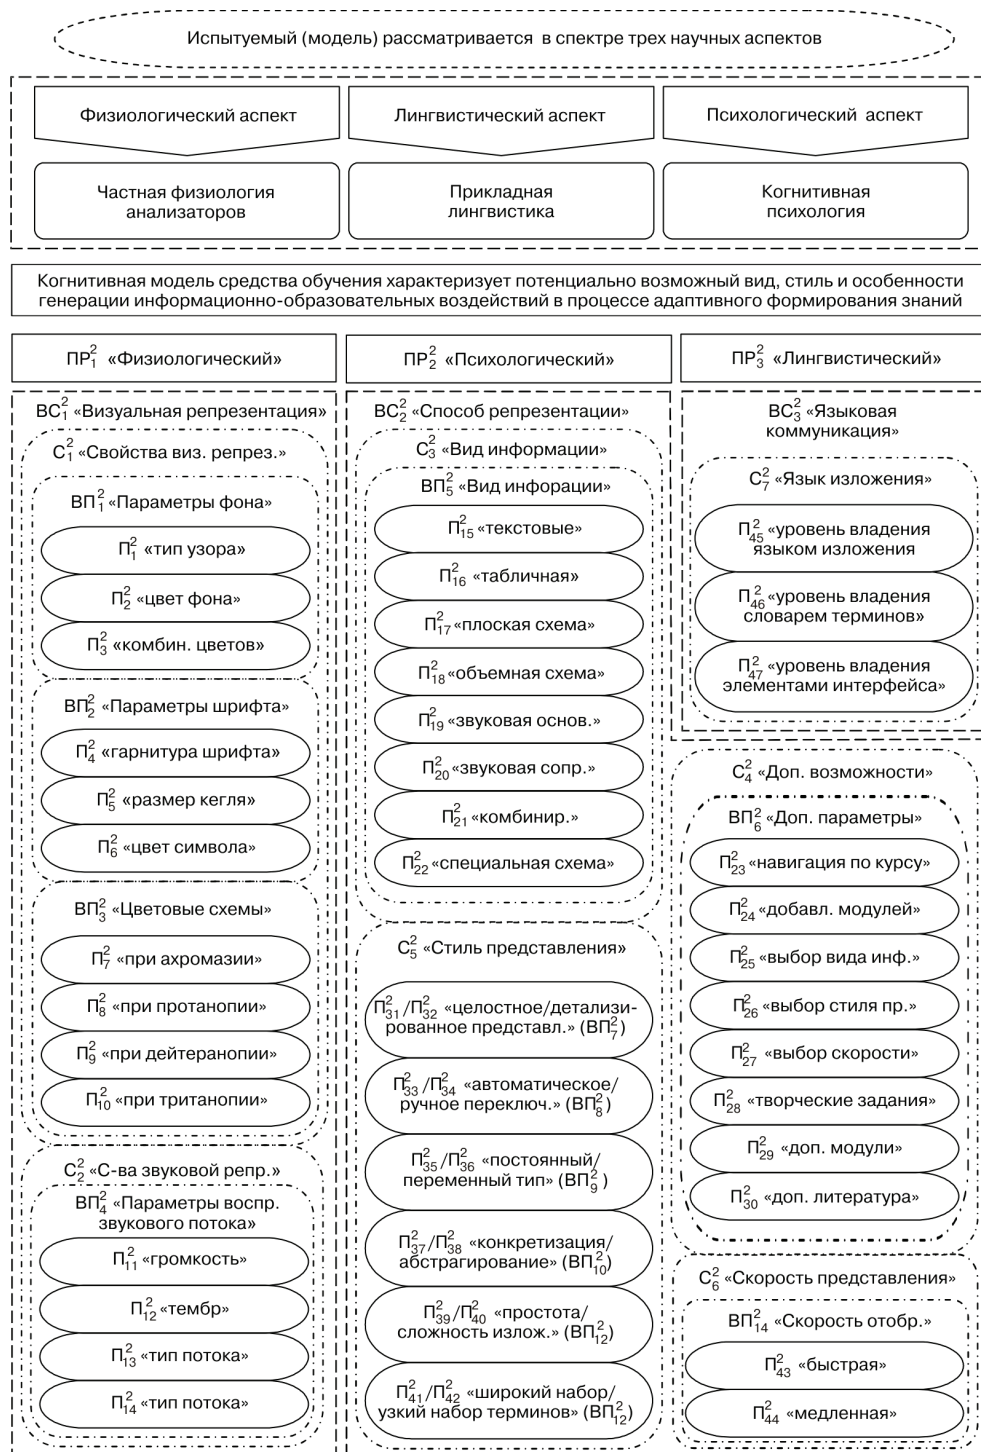 Испытуемый (модель) рассматривается в спектре трех научных аспектов
Физиологический аспект
Лингвистический аспект
Психологический аспект
Частная физиология
анализаторов
Прикладная
лингвистика
Когнитивная
психология
Когнитивная модель средства обучения характеризует потенциально возможный вид, стиль и особенности
генерации информационно-образовательных воздействий в процессе адаптивного формирования знаний
ПР₁² «Физиологический»
ПР₂² «Психологический»
ПР₃² «Лингвистический»
ВС₁² «Визуальная репрезентация»
С₁² «Свойства виз. репрез.»
ВП₁² «Параметры фона»
П₁² «тип узора»
П₂² «цвет фона»
П₃² «комбин. цветов»
ВП₂² «Параметры шрифта»
П₄² «гарнитура шрифта»
П₅² «размер кегля»
П₆² «цвет символа»
ВП₃² «Цветовые схемы»
П₇² «при ахромазии»
П₈² «при протанопии»
П₉² «при дейтеранопии»
П₁₀² «при тританопии»
С₂² «С-ва звуковой репр.»
ВП₄² «Параметры воспр.
звукового потока»
П₁₁² «громкость»
П₁₂² «тембр»
П₁₃² «тип потока»
П₁₄² «тип потока»
ВС₂² «Способ репрезентации»
С₃² «Вид информации»
ВП₅² «Вид инфорации»
П₁₅² «текстовые»
П₁₆² «табличная»
П₁₇² «плоская схема»
П₁₈² «объемная схема»
П₁₉² «звуковая основ.»
П₂₀² «звуковая сопр.»
П₂₁² «комбинир.»
П₂₂² «специальная схема»
С₅² «Стиль представления»
П₃₁²/П₃₂² «целостное/детализи-
рованное представл.» (ВП₇²)
П₃₃²/П₃₄² «автоматическое/
ручное переключ.» (ВП₈²)
П₃₅²/П₃₆² «постоянный/
переменный тип» (ВП₉²)
П₃₇²/П₃₈² «конкретизация/
абстрагирование» (ВП₁₀²)
П₃₉²/П₄₀² «простота/
сложность излож.» (ВП₁₂²)
П₄₁²/П₄₂² «широкий набор/
узкий набор терминов» (ВП₁₂²)
ВС₃² «Языковая
коммуникация»
С₇² «Язык изложения»
П₄₅² «уровень владения
языком изложения
П₄₆² «уровень владения
словарем терминов»
П₄₇² «уровень владения
элементами интерфейса»
С₄² «Доп. возможности»
ВП₆² «Доп. параметры»
П₂₃² «навигация по курсу»
П₂₄² «добавл. модулей»
П₂₅² «выбор вида инф.»
П₂₆² «выбор стиля пр.»
П₂₇² «выбор скорости»
П₂₈² «творческие задания»
П₂₉² «доп. модули»
П₃₀² «доп. литература»
С₆² «Скорость представления»
ВП₁₄² «Скорость отобр.»
П₄₃² «быстрая»
П₄₄² «медленная»